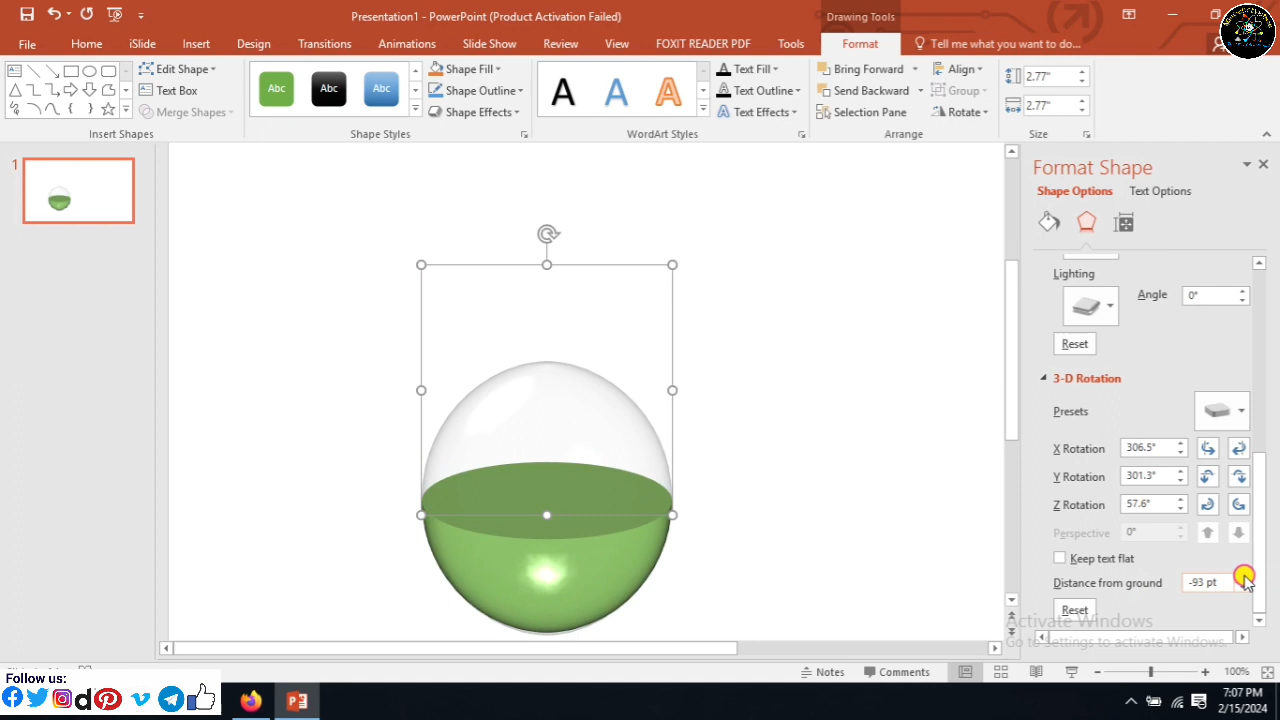 Presentation1 - PowerPoint (Product Activation Failed)
Drawing Tools
File Home iSlide Insert Design Transitions Animations Slide Show Review View FOXIT READER PDF Tools Format Tell me what you want to do...
Edit Shape
Text Box
Merge Shapes
Insert Shapes
Abc Abc Abc
Shape Fill
Shape Outline
Shape Effects
Shape Styles
A A A
Text Fill
Text Outline
Text Effects
WordArt Styles
Bring Forward
Send Backward
Selection Pane
Align
Group
Rotate
Arrange
2.77"
2.77"
Size
1
Format Shape
Shape Options Text Options
Lighting
Angle 0°
Reset
3-D Rotation
Presets
X Rotation 306.5°
Y Rotation 301.3°
Z Rotation 57.6°
Perspective 0°
Keep text flat
Distance from ground -93 pt
Reset
Activate Windows
Go to Settings to activate Windows.
Notes Comments 100%
Follow us:
7:07 PM
2/15/2024